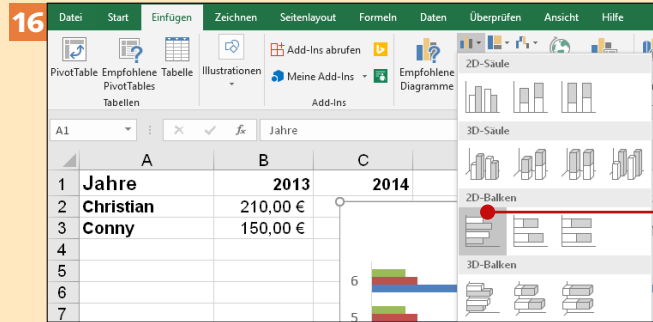 16
Datei Start Einfügen Zeichnen Seitenlayout Formeln Daten Überprüfen Ansicht Hilfe
PivotTable Empfohlene PivotTables Tabelle Illustrationen Add-Ins abrufen Meine Add-Ins Empfohlene Diagramme
Tabellen Add-Ins
2D-Säule
3D-Säule
2D-Balken
3D-Balken
A1 fx Jahre
A B C
1 Jahre 2013 2014
2 Christian 210,00 €
3 Conny 150,00 €
4
5
6
7
6
5